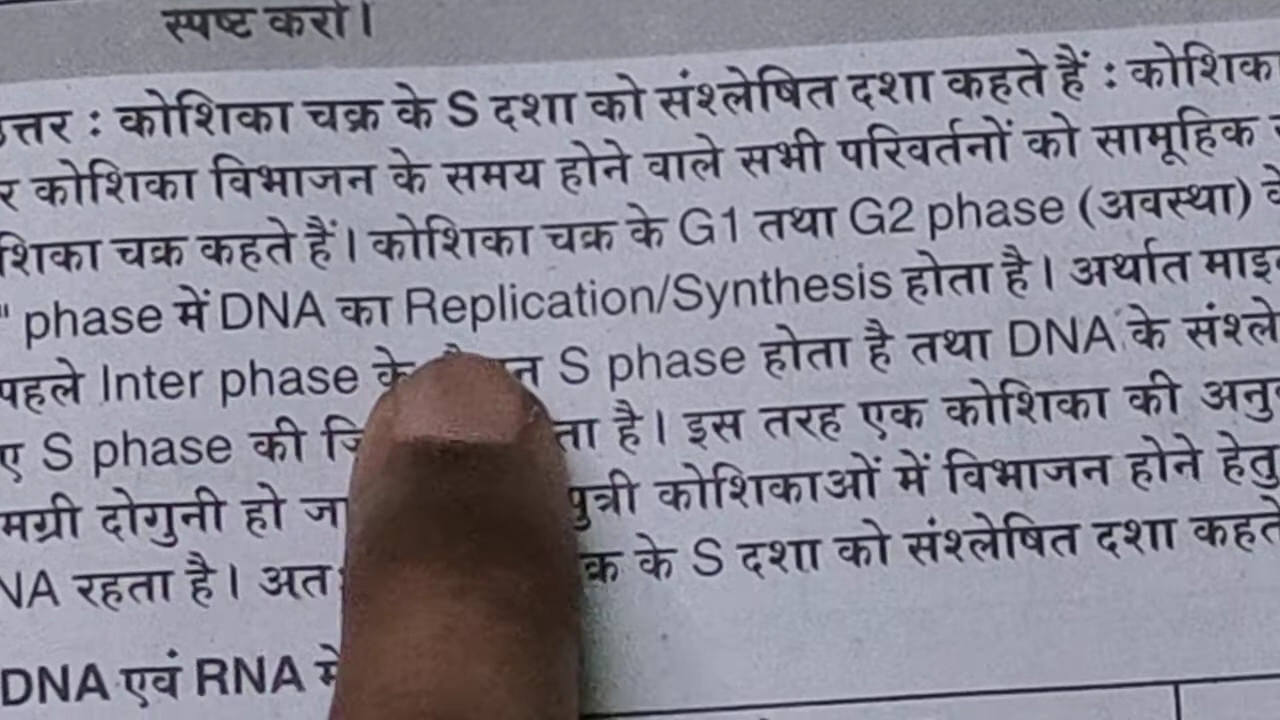 स्पष्ट करो।
उत्तर : कोशिका चक्र के S दशा को संश्लेषित दशा कहते हैं : कोशिका
कोशिका विभाजन के समय होने वाले सभी परिवर्तनों को सामूहिक
शिका चक्र कहते हैं। कोशिका चक्र के G1 तथा G2 phase (अवस्था)
" phase में DNA का Replication/Synthesis होता है। अर्थात माइ
पहले Inter phase के S phase होता है तथा DNA के संश्ले
ए S phase की ता है। इस तरह एक कोशिका की अनु
मग्री दोगुनी हो जा पुत्री कोशिकाओं में विभाजन होने हेतु
NA रहता है। अत के S दशा को संश्लेषित दशा कहते
DNA एवं RNA में